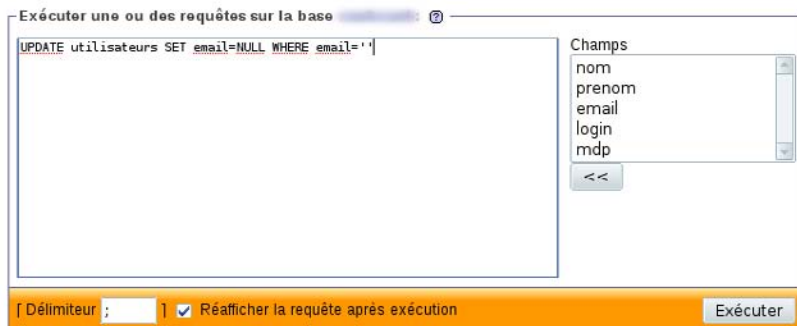 Exécuter une ou des requêtes sur la base
UPDATE utilisateurs SET email=NULL WHERE email=''
Champs
nom
prenom
email
login
mdp
<<
[ Délimiteur ; ] Réafficher la requête après exécution
Exécuter